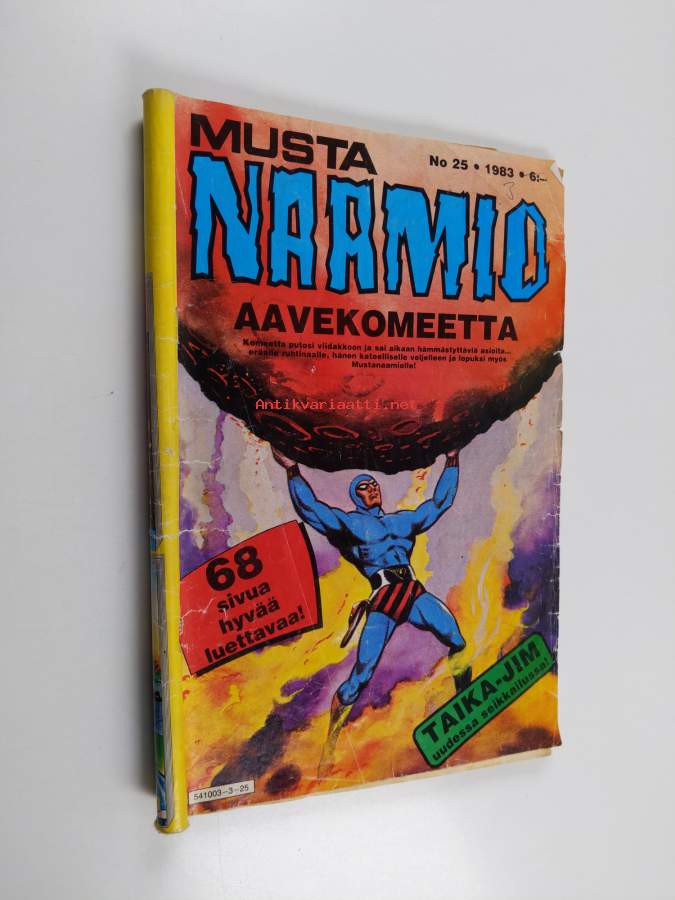 MUSTA
No 25 • 1983 • 6:—
3
NAAMIO
AAVEKOMEETTA
Komeetta putosi viidakkoon ja sai aikaan hämmästyttäviä asioita...
eräälle ruhtinaalle, hänen kateelliselle veljelleen ja lopuksi myös
Mustanaamiolle!
Antikvariaatti.net
68
sivua
hyvää
luettavaa!
TAIKA-JIM
uudessa seikkailussa!
541003—3—25